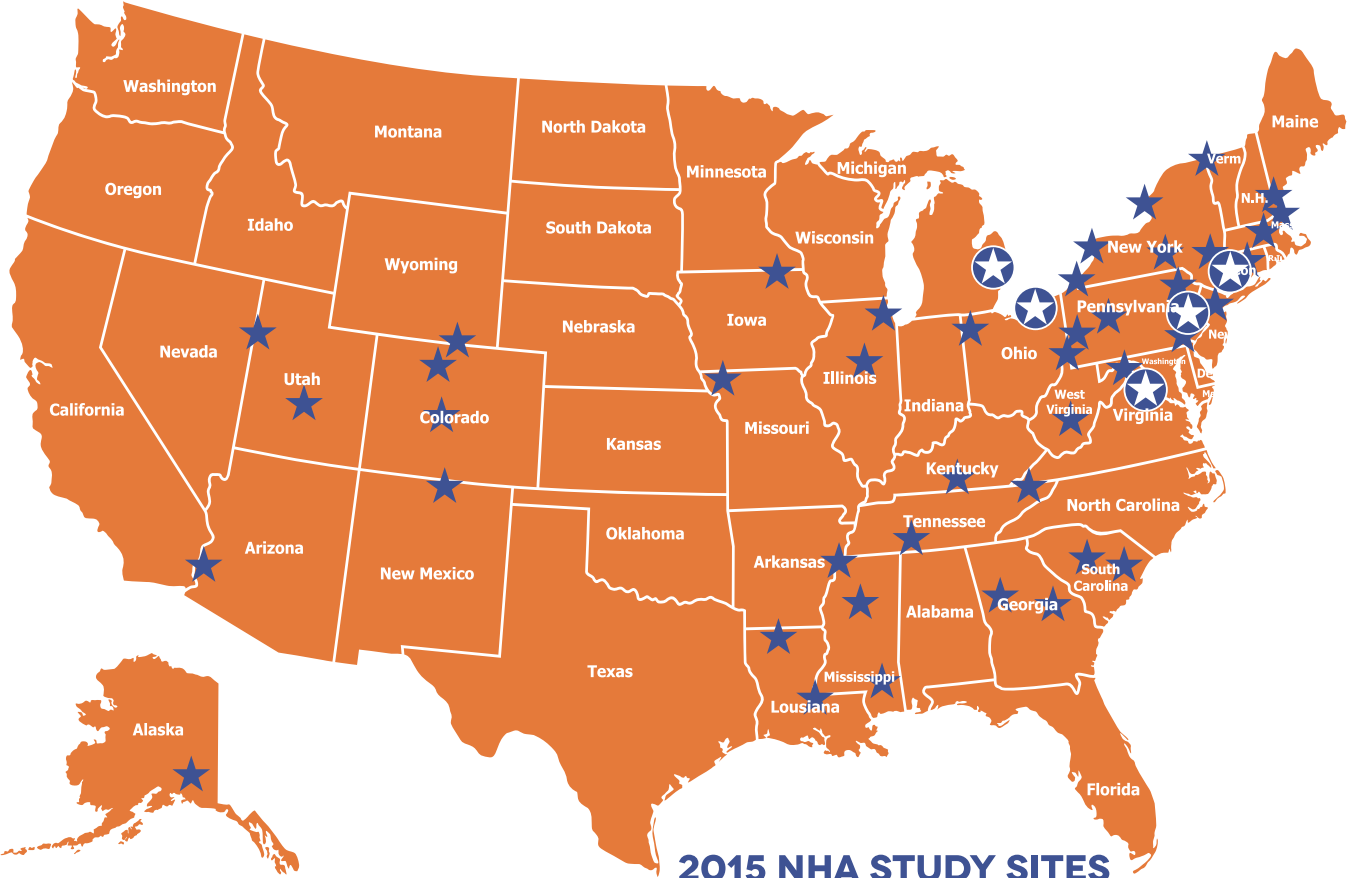 Washington
Montana
North Dakota
Minnesota
Michigan
Maine
Verm
Oregon
Idaho
South Dakota
Wisconsin
N.H.
Wyoming
New York
Nebraska
Iowa
Pennsylvania
Nevada
Utah
Illinois
Ohio
Washington
California
Colorado
Kansas
Missouri
Indiana
West
Virginia
Virginia
Kentucky
Arizona
New Mexico
Oklahoma
Arkansas
Tennessee
North Carolina
South
Carolina
Alabama
Georgia
Texas
Mississippi
Lousiana
Alaska
Florida
2015 NHA STUDY SITES